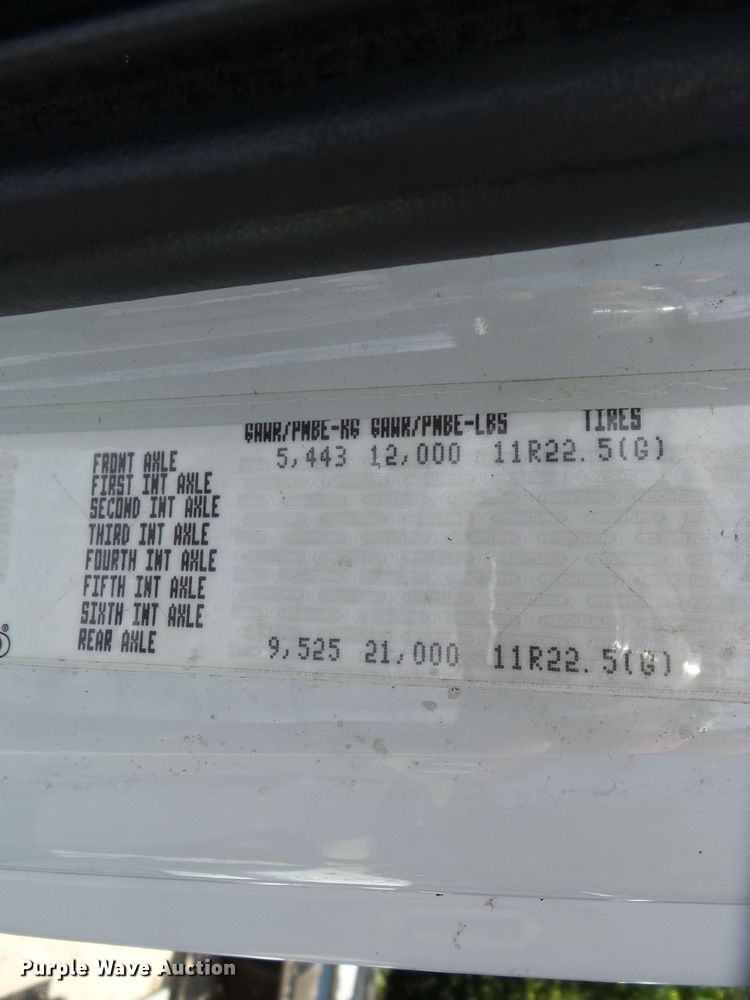 GAWR/PNBE-KG GAWR/PNBE-LBS TIRES
FRONT AXLE 5,443 12,000 11R22.5(G)
FIRST INT AXLE
SECOND INT AXLE
THIRD INT AXLE
FOURTH INT AXLE
FIFTH INT AXLE
SIXTH INT AXLE
REAR AXLE 9,525 21,000 11R22.5(G)
Purple Wave Auction